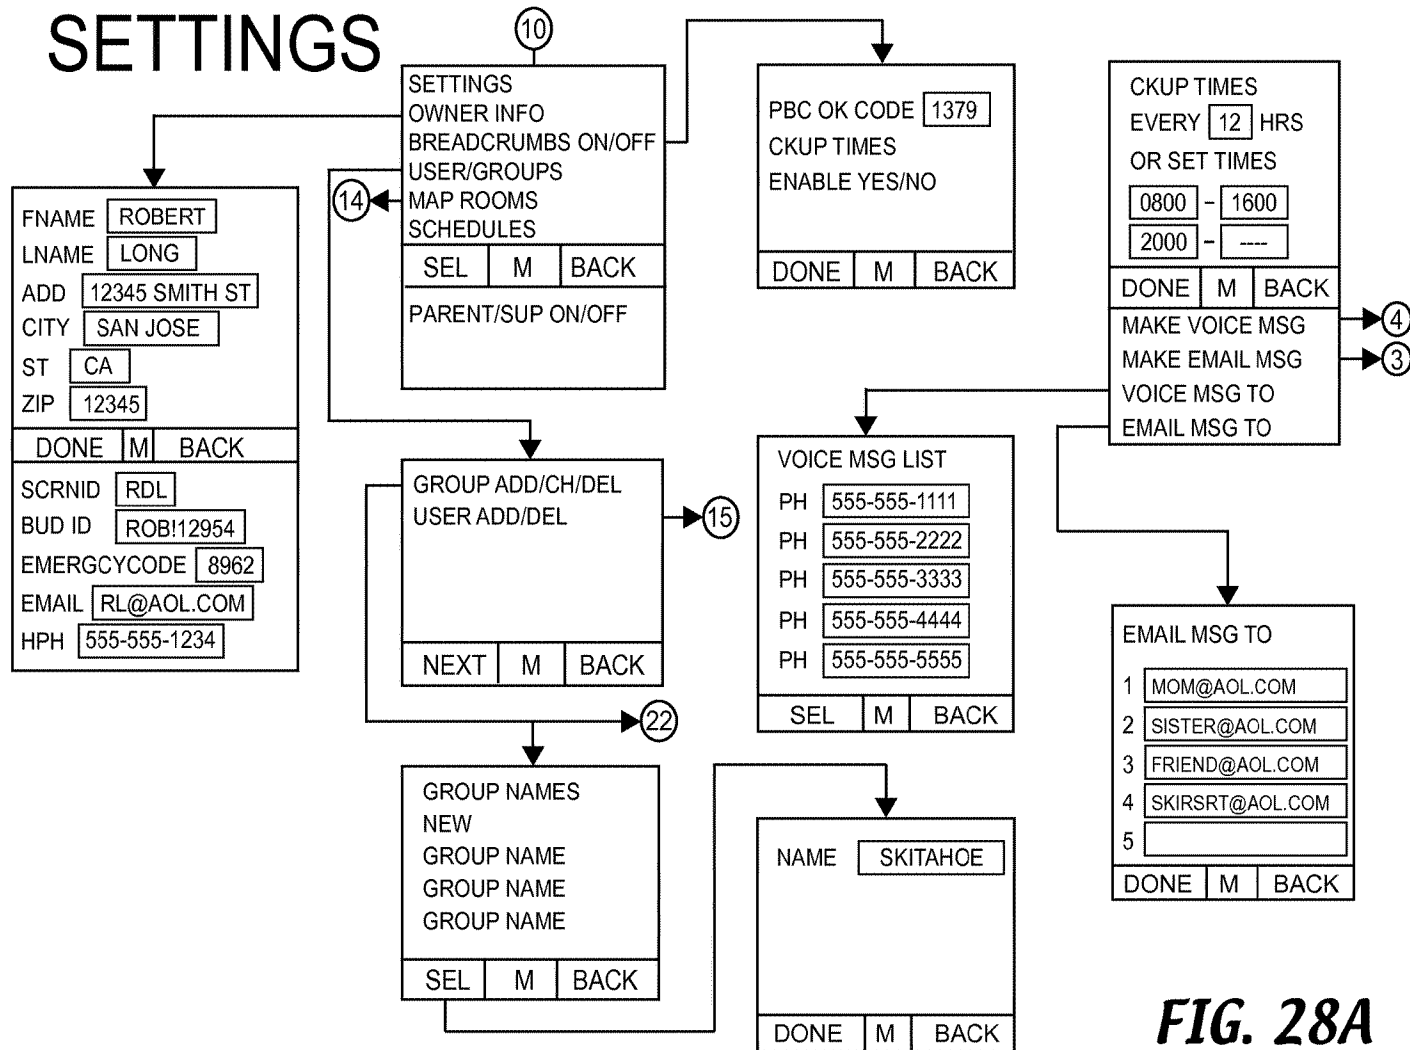 SETTINGS
10
SETTINGS
OWNER INFO
BREADCRUMBS ON/OFF
USER/GROUPS
MAP ROOMS
SCHEDULES
SEL M BACK
PARENT/SUP ON/OFF
14
FNAME ROBERT
LNAME LONG
ADD 12345 SMITH ST
CITY SAN JOSE
ST CA
ZIP 12345
DONE M BACK
SCRNID RDL
BUD ID ROB!12954
EMERGCYCODE 8962
EMAIL RL@AOL.COM
HPH 555-555-1234
PBC OK CODE 1379
CKUP TIMES
ENABLE YES/NO
DONE M BACK
CKUP TIMES
EVERY 12 HRS
OR SET TIMES
0800 - 1600
2000 - ----
DONE M BACK
MAKE VOICE MSG
MAKE EMAIL MSG
VOICE MSG TO
EMAIL MSG TO
4
3
GROUP ADD/CH/DEL
USER ADD/DEL
NEXT M BACK
15
22
VOICE MSG LIST
PH 555-555-1111
PH 555-555-2222
PH 555-555-3333
PH 555-555-4444
PH 555-555-5555
SEL M BACK
EMAIL MSG TO
1 MOM@AOL.COM
2 SISTER@AOL.COM
3 FRIEND@AOL.COM
4 SKIRSRT@AOL.COM
5
DONE M BACK
GROUP NAMES
NEW
GROUP NAME
GROUP NAME
GROUP NAME
SEL M BACK
NAME SKITAHOE
DONE M BACK
FIG. 28A